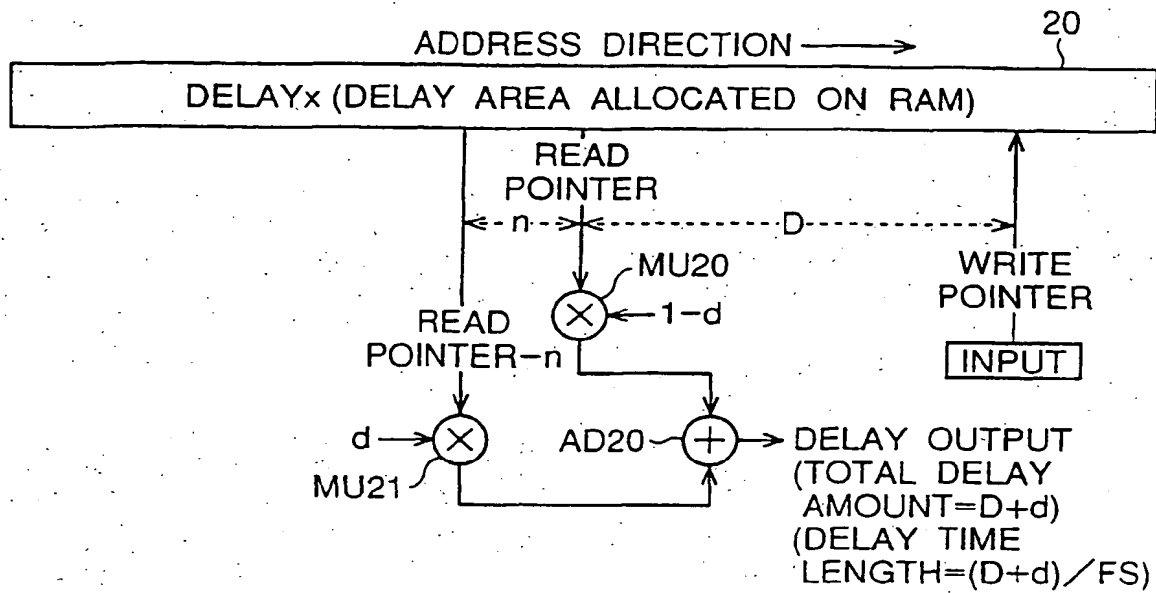 20
ADDRESS DIRECTION
DELAYx (DELAY AREA ALLOCATED ON RAM)
READ
POINTER
n
D
MU20
1-d
WRITE
POINTER
INPUT
READ
POINTER-n
d
MU21
AD20
DELAY OUTPUT
(TOTAL DELAY
AMOUNT=D+d)
(DELAY TIME
LENGTH=(D+d)/FS)